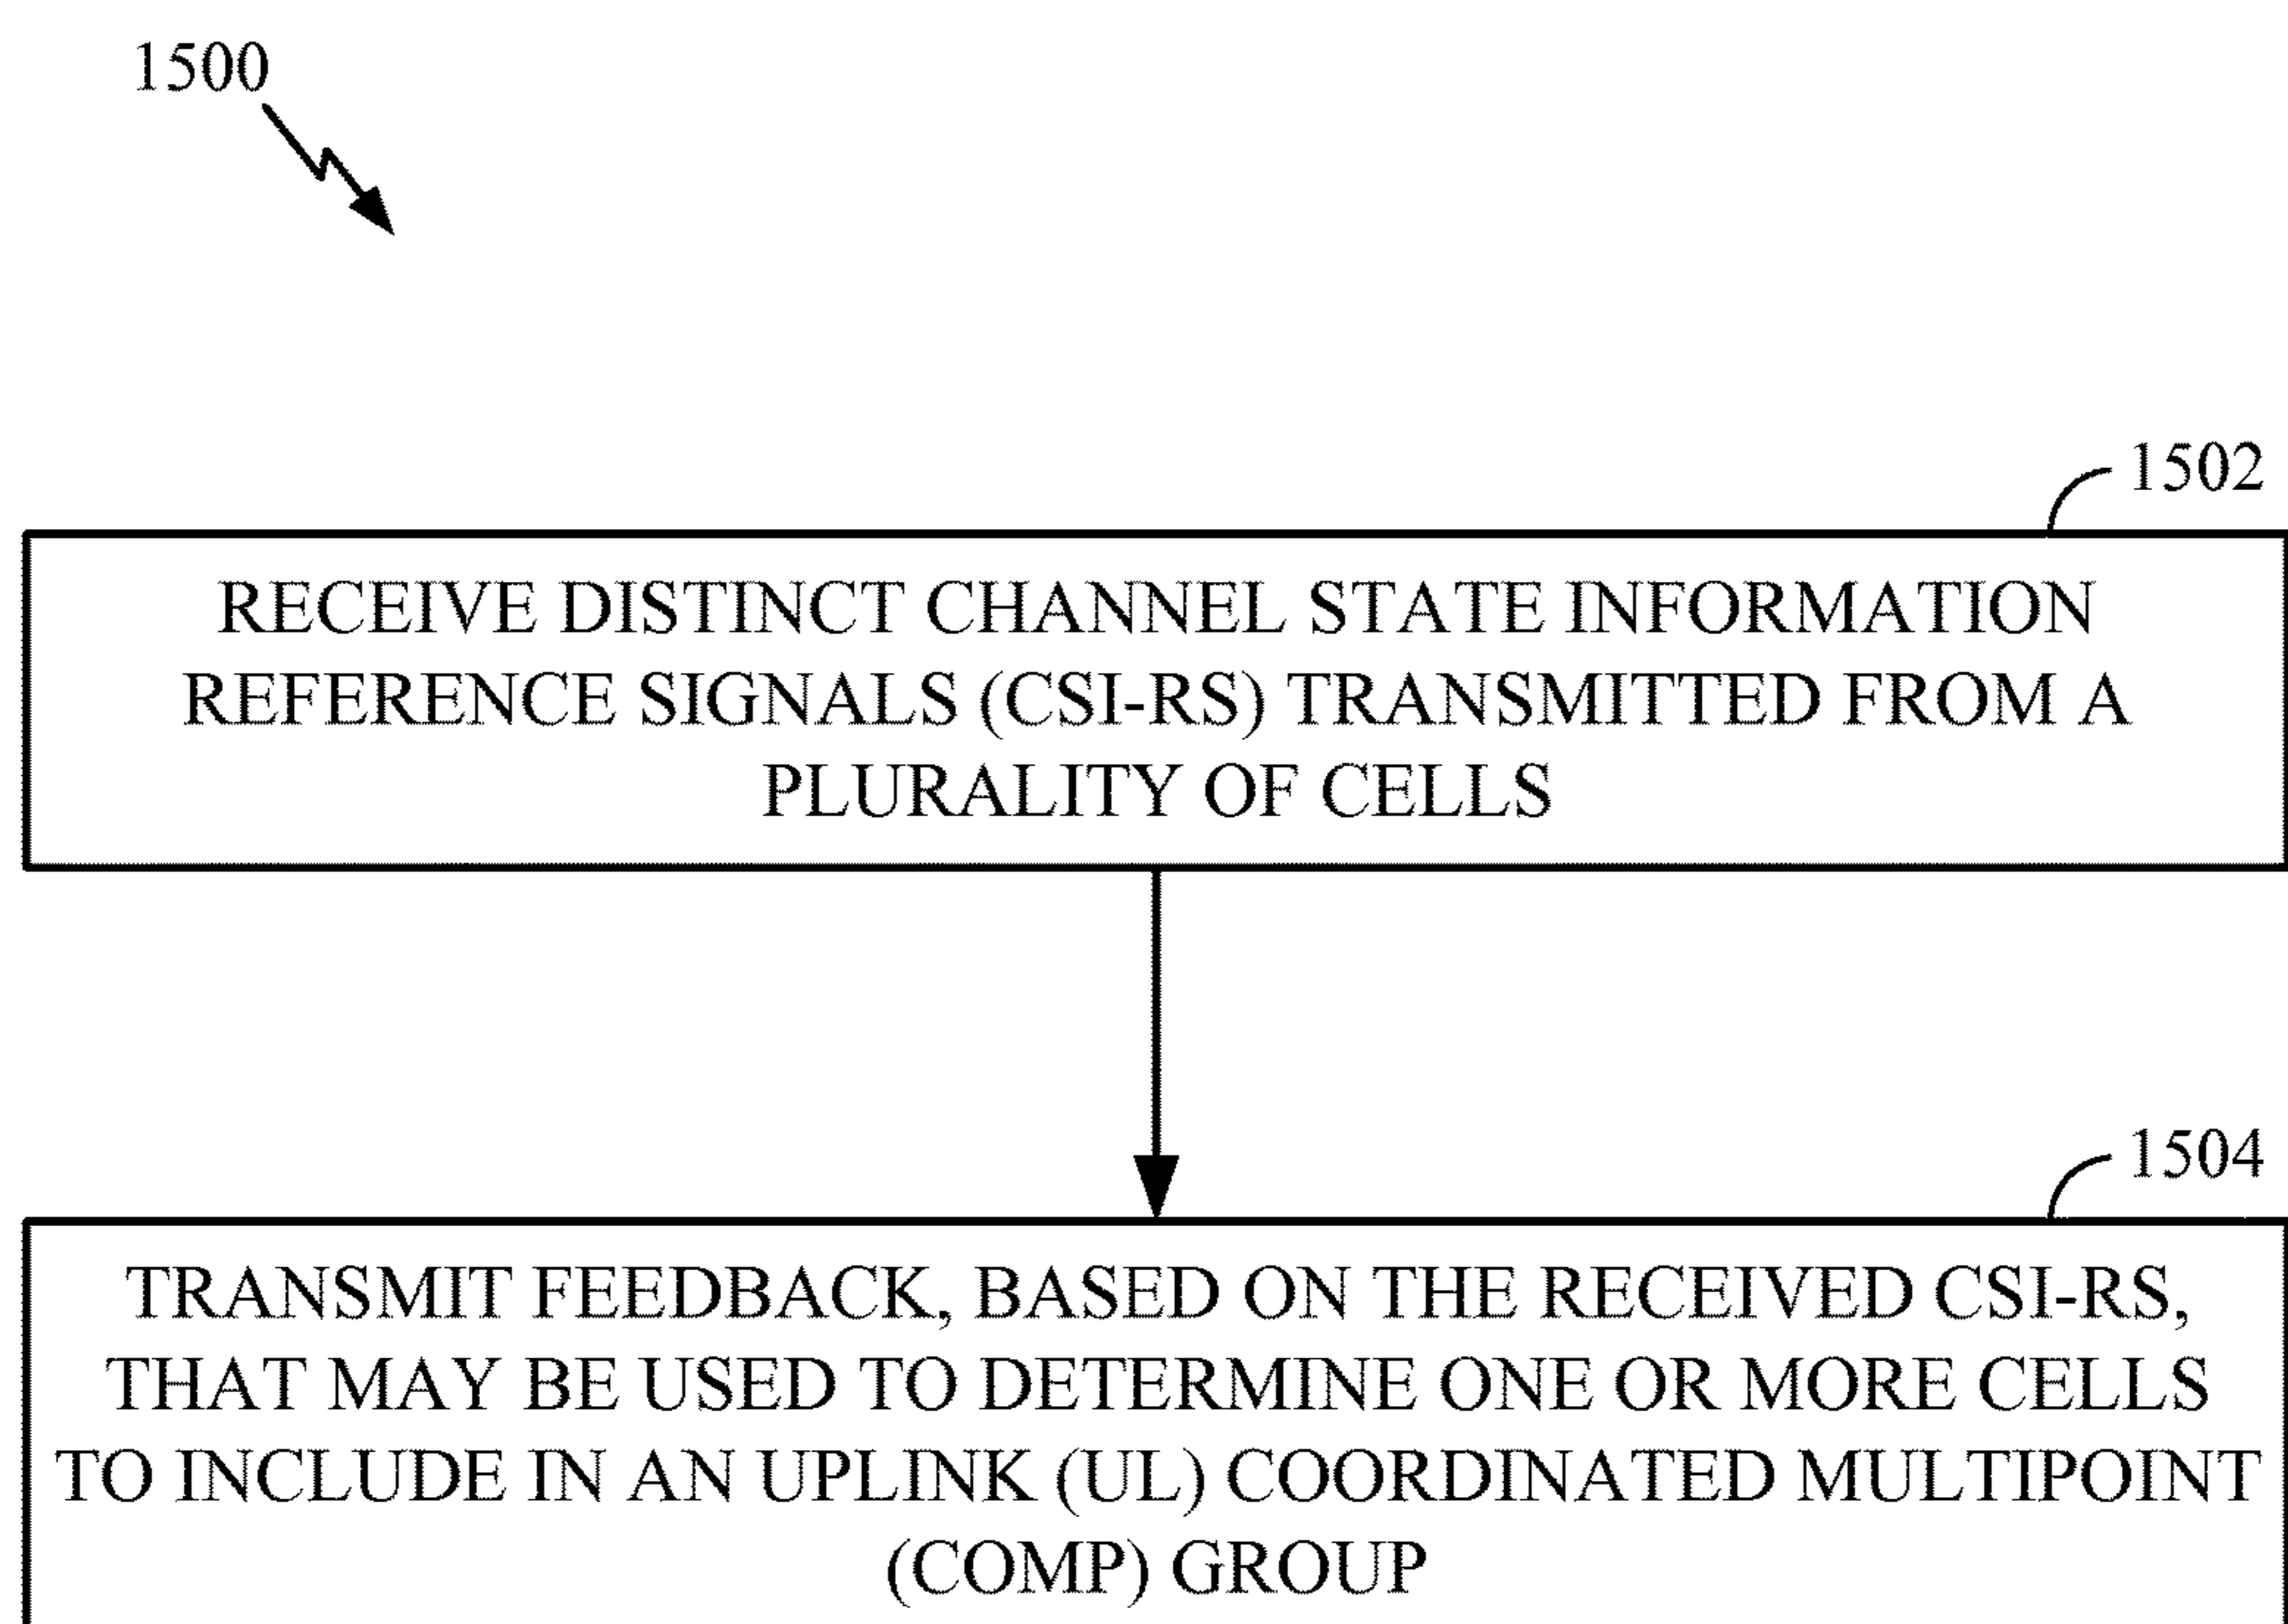 1500
1502
RECEIVE DISTINCT CHANNEL STATE INFORMATION
REFERENCE SIGNALS (CSI-RS) TRANSMITTED FROM A
PLURALITY OF CELLS
1504
TRANSMIT FEEDBACK, BASED ON THE RECEIVED CSI-RS,
THAT MAY BE USED TO DETERMINE ONE OR MORE CELLS
TO INCLUDE IN AN UPLINK (UL) COORDINATED MULTIPOINT
(COMP) GROUP